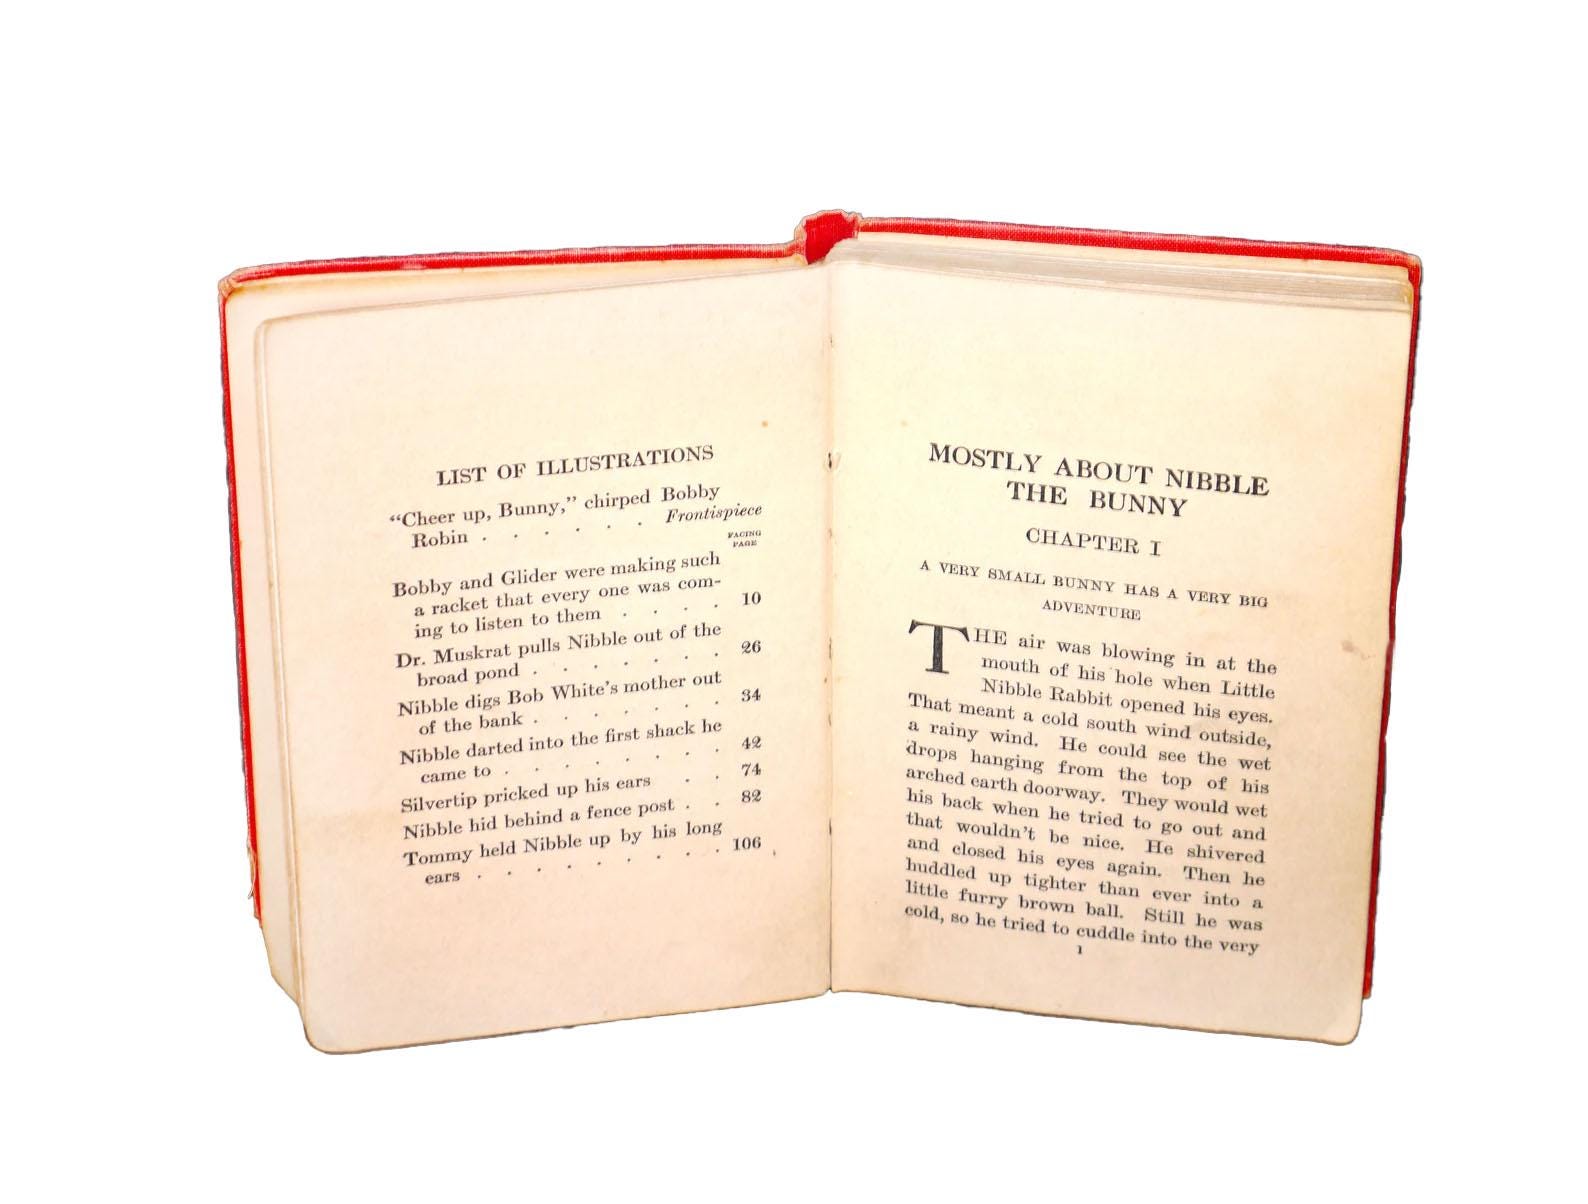 LIST OF ILLUSTRATIONS
“Cheer up, Bunny,” chirped Bobby
Robin . . . . . . Frontispiece
FACING
PAGE
Bobby and Glider were making such
a racket that every one was com-
ing to listen to them . . . . 10
Dr. Muskrat pulls Nibble out of the
broad pond . . . . . . . 26
Nibble digs Bob White’s mother out
of the bank . . . . . . . 34
Nibble darted into the first shack he
came to . . . . . . . . 42
Silvertip pricked up his ears . . 74
Nibble hid behind a fence post . . 82
Tommy held Nibble up by his long
ears . . . . . . . . . 106
MOSTLY ABOUT NIBBLE
THE BUNNY
CHAPTER I
A VERY SMALL BUNNY HAS A VERY BIG
ADVENTURE
THE air was blowing in at the
mouth of his hole when Little
Nibble Rabbit opened his eyes.
That meant a cold south wind outside,
a rainy wind. He could see the wet
drops hanging from the top of his
arched earth doorway. They would wet
his back when he tried to go out and
that wouldn’t be nice. He shivered
and closed his eyes again. Then he
huddled up tighter than ever into a
little furry brown ball. Still he was
cold, so he tried to cuddle into the very
1